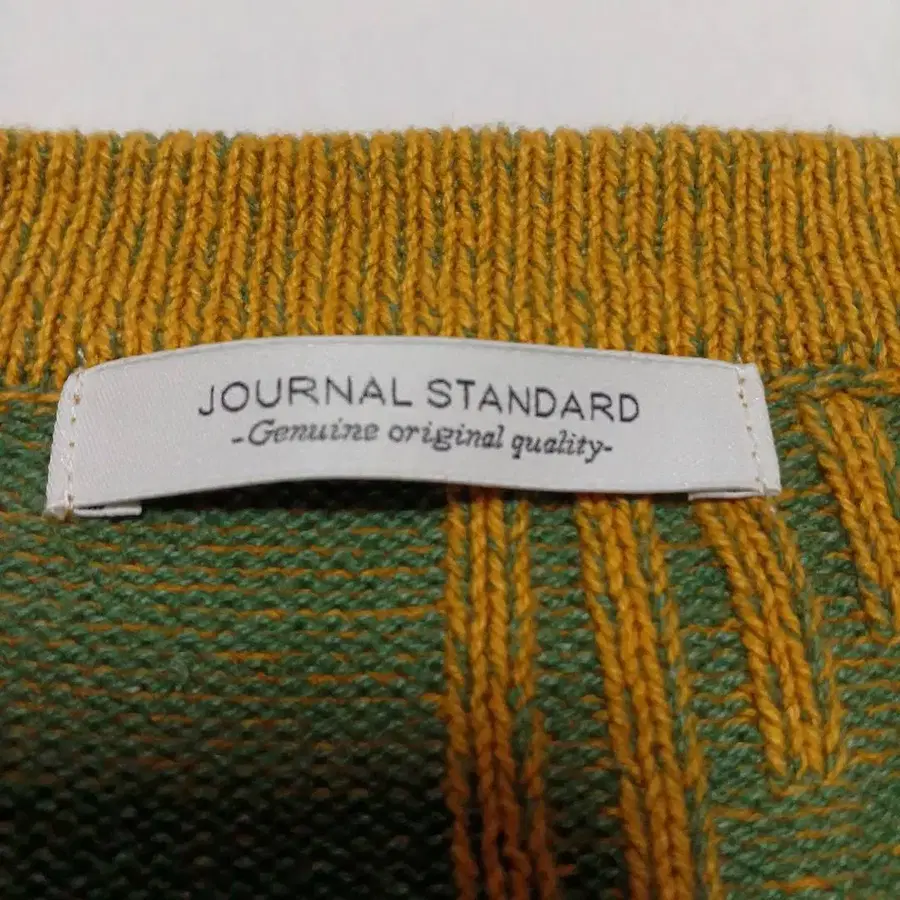 JOURNAL STANDARD
-Genuine original quality-